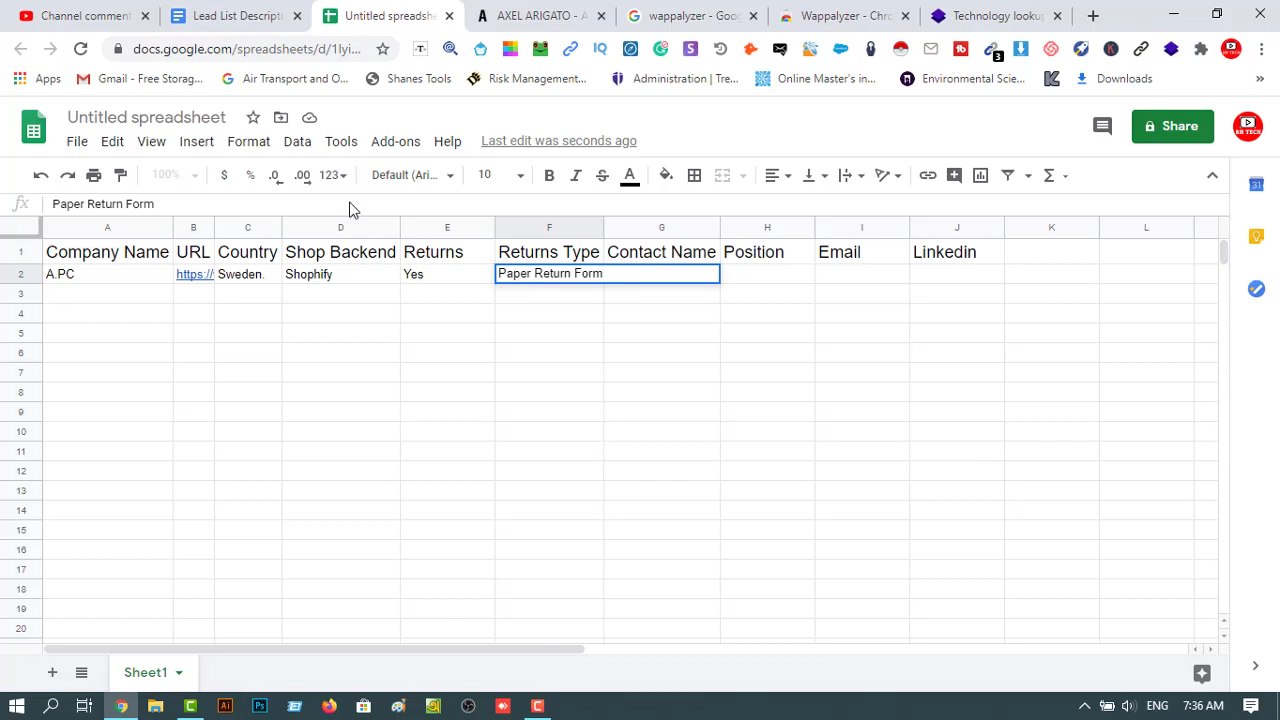 Channel comment
Lead List Descripti
Untitled spreadshe
AXEL ARIGATO - A
wappalyzer - Goo
Wappalyzer - 
Technology look
docs.google.com/spreadsheets/d/1Iyi...
Apps
Gmail - Free Storag...
Air Transport and O...
Shanes Tools
Risk Management...
Administration | Tre...
Online Master's in...
Environmental Scie...
Downloads
Untitled spreadsheet
Share
File Edit View Insert Format Data Tools Add-ons Help Last edit was seconds ago
100% $ % .0 .00 123 Default (Ari... 10
fx Paper Return Form
A B C D E F G H I J K L
1 Company Name URL Country Shop Backend Returns Returns Type Contact Name Position Email Linkedin
2 A.PC https:// Sweden. Shophify Yes Paper Return Form
3
4
5
6
7
8
9
10
11
12
13
14
15
16
17
18
19
20
Sheet1
ENG 7:36 AM